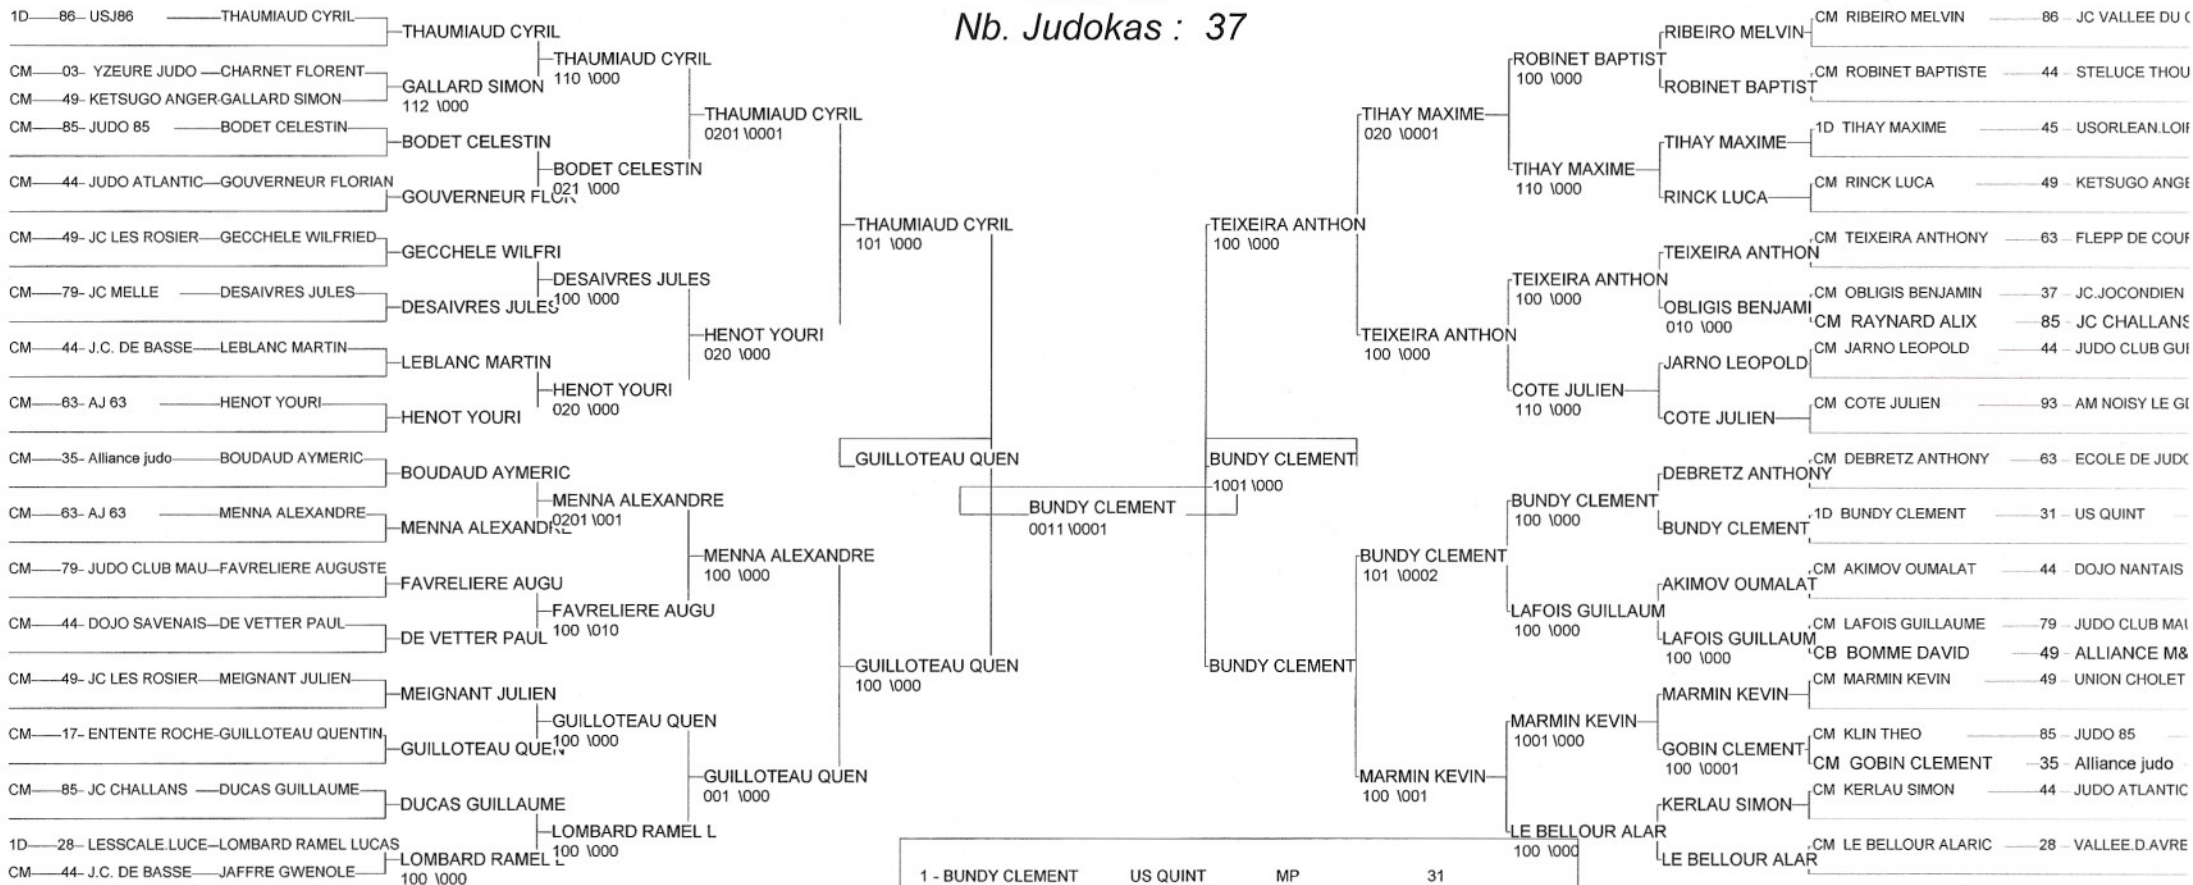 Nb. Judokas : 37
1D 86 USJ86 THAUMIAUD CYRIL
CM 03 YZEURE JUDO CHARNET FLORENT
CM 49 KETSUGO ANGER GALLARD SIMON
CM 85 JUDO 85 BODET CELESTIN
CM 44 JUDO ATLANTIC GOUVERNEUR FLORIAN
CM 49 JC LES ROSIER GECCHELE WILFRIED
CM 79 JC MELLE DESAIVRES JULES
CM 44 J.C. DE BASSE LEBLANC MARTIN
CM 63 AJ 63 HENOT YOURI
CM 35 Alliance judo BOUDAUD AYMERIC
CM 63 AJ 63 MENNA ALEXANDRE
CM 79 JUDO CLUB MAU FAVRELIERE AUGUSTE
CM 44 DOJO SAVENAIS DE VETTER PAUL
CM 49 JC LES ROSIER MEIGNANT JULIEN
CM 17 ENTENTE ROCHE GUILLOTEAU QUENTIN
CM 85 JC CHALLANS DUCAS GUILLAUME
1D 28 LESSCALE.LUCE LOMBARD RAMEL LUCAS
CM 44 J.C. DE BASSE JAFFRE GWENOLE
THAUMIAUD CYRIL
GALLARD SIMON
112 \000
BODET CELESTIN
GOUVERNEUR FLOR
GECCHELE WILFRI
DESAIVRES JULES
LEBLANC MARTIN
HENOT YOURI
BOUDAUD AYMERIC
MENNA ALEXANDRE
FAVRELIERE AUGU
DE VETTER PAUL
MEIGNANT JULIEN
GUILLOTEAU QUEN
DUCAS GUILLAUME
LOMBARD RAMEL L
100 \000
THAUMIAUD CYRIL
110 \000
BODET CELESTIN
021 \000
DESAIVRES JULES
100 \000
HENOT YOURI
020 \000
MENNA ALEXANDRE
0201 \001
FAVRELIERE AUGU
100 \010
GUILLOTEAU QUEN
100 \000
LOMBARD RAMEL L
100 \000
THAUMIAUD CYRIL
0201 \0001
HENOT YOURI
020 \000
MENNA ALEXANDRE
100 \000
GUILLOTEAU QUEN
001 \000
THAUMIAUD CYRIL
101 \000
GUILLOTEAU QUEN
100 \000
GUILLOTEAU QUEN
BUNDY CLEMENT
0011 \0001
BUNDY CLEMENT
1001 \000
TEIXEIRA ANTHON
100 \000
BUNDY CLEMENT
TIHAY MAXIME
020 \0001
TEIXEIRA ANTHON
100 \000
BUNDY CLEMENT
101 \0002
MARMIN KEVIN
100 \001
ROBINET BAPTIST
100 \000
TIHAY MAXIME
110 \000
TEIXEIRA ANTHON
100 \000
COTE JULIEN
110 \000
BUNDY CLEMENT
100 \000
LAFOIS GUILLAUM
100 \000
MARMIN KEVIN
1001 \000
LE BELLOUR ALAR
100 \000
RIBEIRO MELVIN
ROBINET BAPTIST
TIHAY MAXIME
RINCK LUCA
TEIXEIRA ANTHON
OBLIGIS BENJAMI
010 \000
JARNO LEOPOLD
COTE JULIEN
DEBRETZ ANTHONY
BUNDY CLEMENT
AKIMOV OUMALAT
LAFOIS GUILLAUM
100 \000
MARMIN KEVIN
GOBIN CLEMENT
100 \0001
KERLAU SIMON
LE BELLOUR ALAR
CM RIBEIRO MELVIN 86 JC VALLEE DU
CM ROBINET BAPTISTE 44 STELUCE THOU
1D TIHAY MAXIME 45 USORLEAN.LOI
CM RINCK LUCA 49 KETSUGO ANGE
CM TEIXEIRA ANTHONY 63 FLEPP DE COU
CM OBLIGIS BENJAMIN 37 JC.JOCONDIEN
CM RAYNARD ALIX 85 JC CHALLANS
CM JARNO LEOPOLD 44 JUDO CLUB GU
CM COTE JULIEN 93 AM NOISY LE G
CM DEBRETZ ANTHONY 63 ECOLE DE JUD
1D BUNDY CLEMENT 31 US QUINT
CM AKIMOV OUMALAT 44 DOJO NANTAIS
CM LAFOIS GUILLAUME 79 JUDO CLUB MAU
CB BOMME DAVID 49 ALLIANCE M&
CM MARMIN KEVIN 49 UNION CHOLET
CM KLIN THEO 85 JUDO 85
CM GOBIN CLEMENT 35 Alliance judo
CM KERLAU SIMON 44 JUDO ATLANTIC
CM LE BELLOUR ALARIC 28 VALLEE.D.AVRE
1 - BUNDY CLEMENT US QUINT MP 31